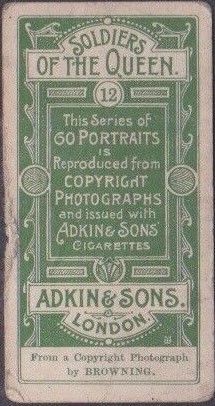 SOLDIERS
OF THE QUEEN.
12
This Series of
60 PORTRAITS
is
Reproduced from
COPYRIGHT
PHOTOGRAPHS
and issued with
ADKIN & SONS'
CIGARETTES
ADKIN & SONS.
LONDON.
From a Copyright Photograph
by BROWNING.